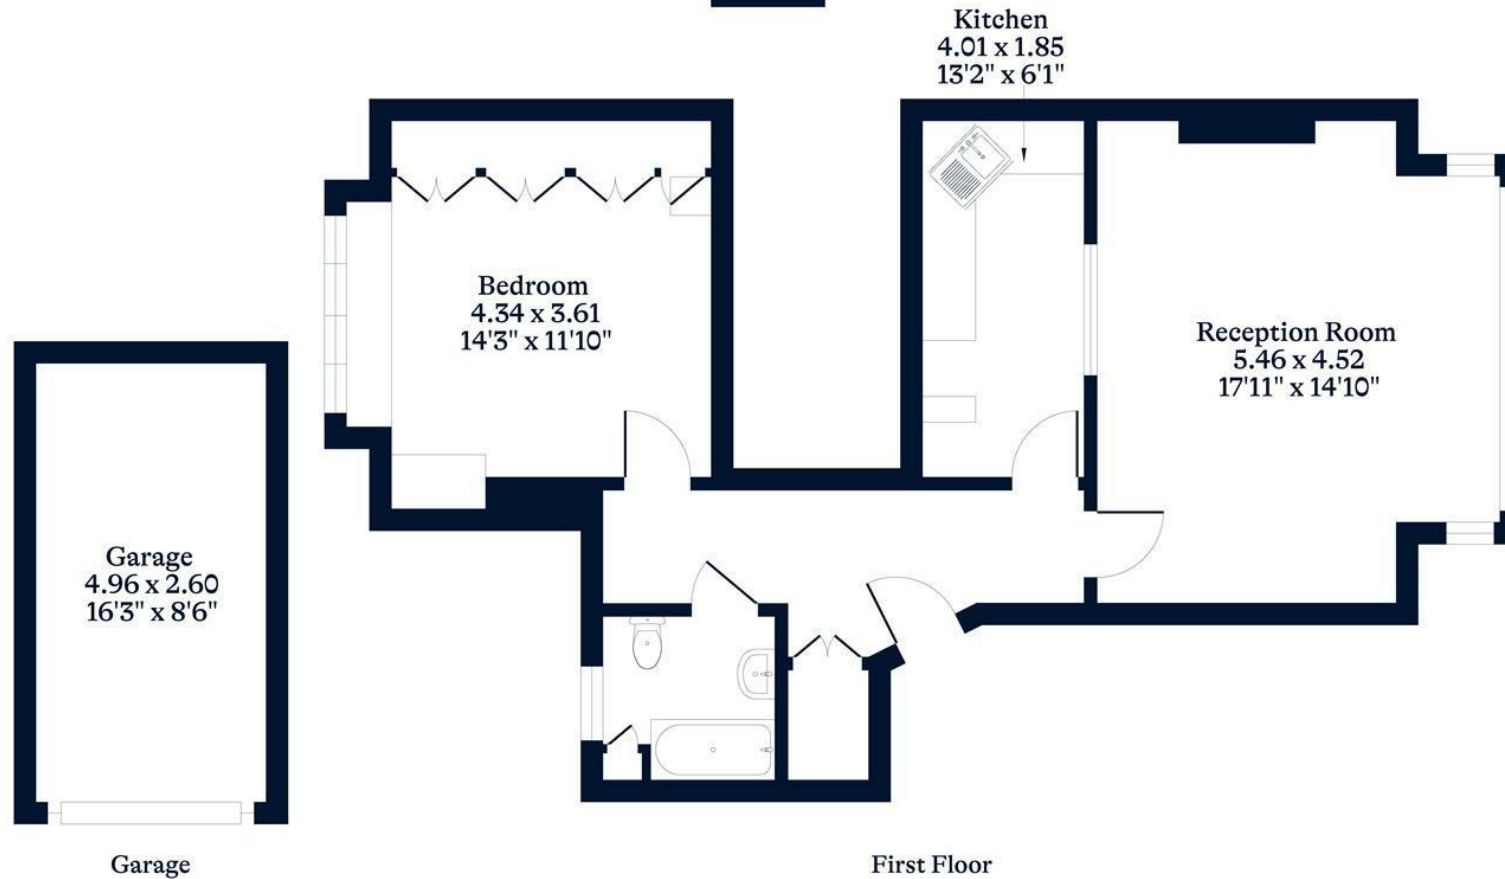 Kitchen
4.01 x 1.85
13'2" x 6'1"
Bedroom
4.34 x 3.61
14'3" x 11'10"
Reception Room
5.46 x 4.52
17'11" x 14'10"
Garage
4.96 x 2.60
16'3" x 8'6"
Garage
First Floor